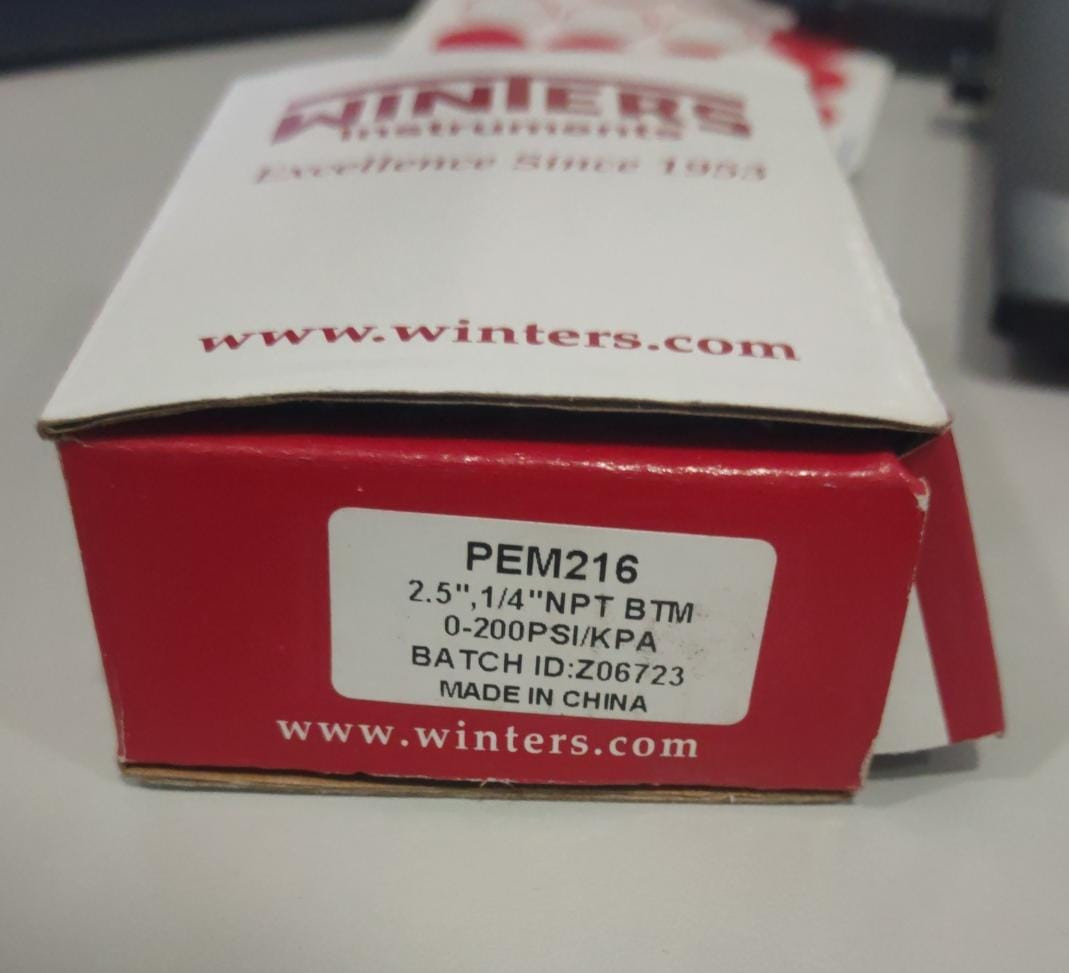 WINTERS
instruments
Excellence Since 1953
www.winters.com
PEM216
2.5",1/4"NPT BTM
0-200PSI/KPA
BATCH ID:Z06723
MADE IN CHINA
www.winters.com